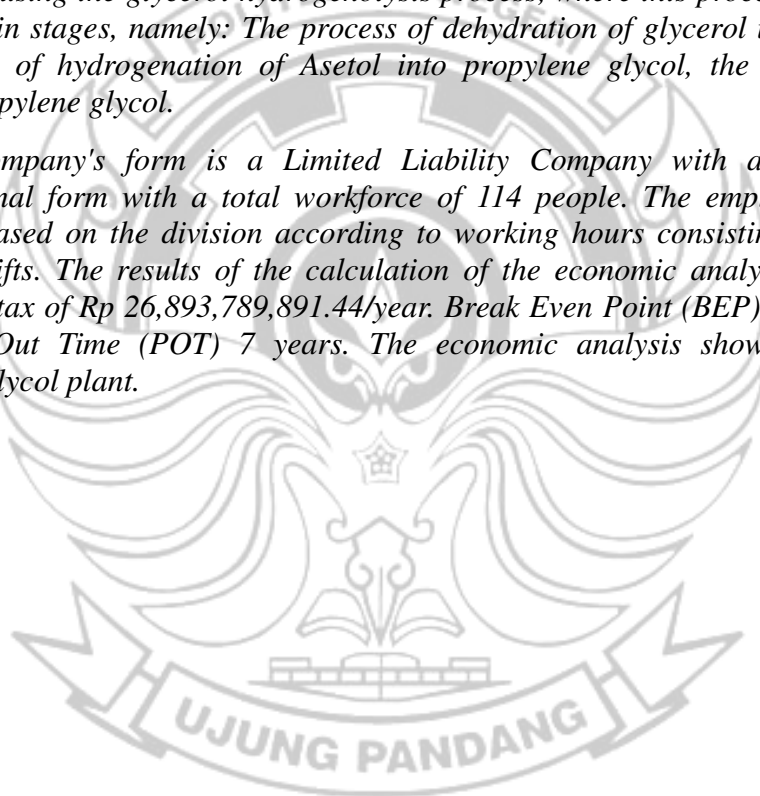 using the glycerol hydrogenolysis process, where this proce
in stages, namely: The process of dehydration of glycerol i
of hydrogenation of Asetol into propylene glycol, the
pylene glycol.
ompany's form is a Limited Liability Company with a
nal form with a total workforce of 114 people. The emp
ased on the division according to working hours consistin
ifts. The results of the calculation of the economic analy
tax of Rp 26,893,789,891.44/year. Break Even Point (BEP)
Out Time (POT) 7 years. The economic analysis show
lycol plant.
UJUNG PANDANG